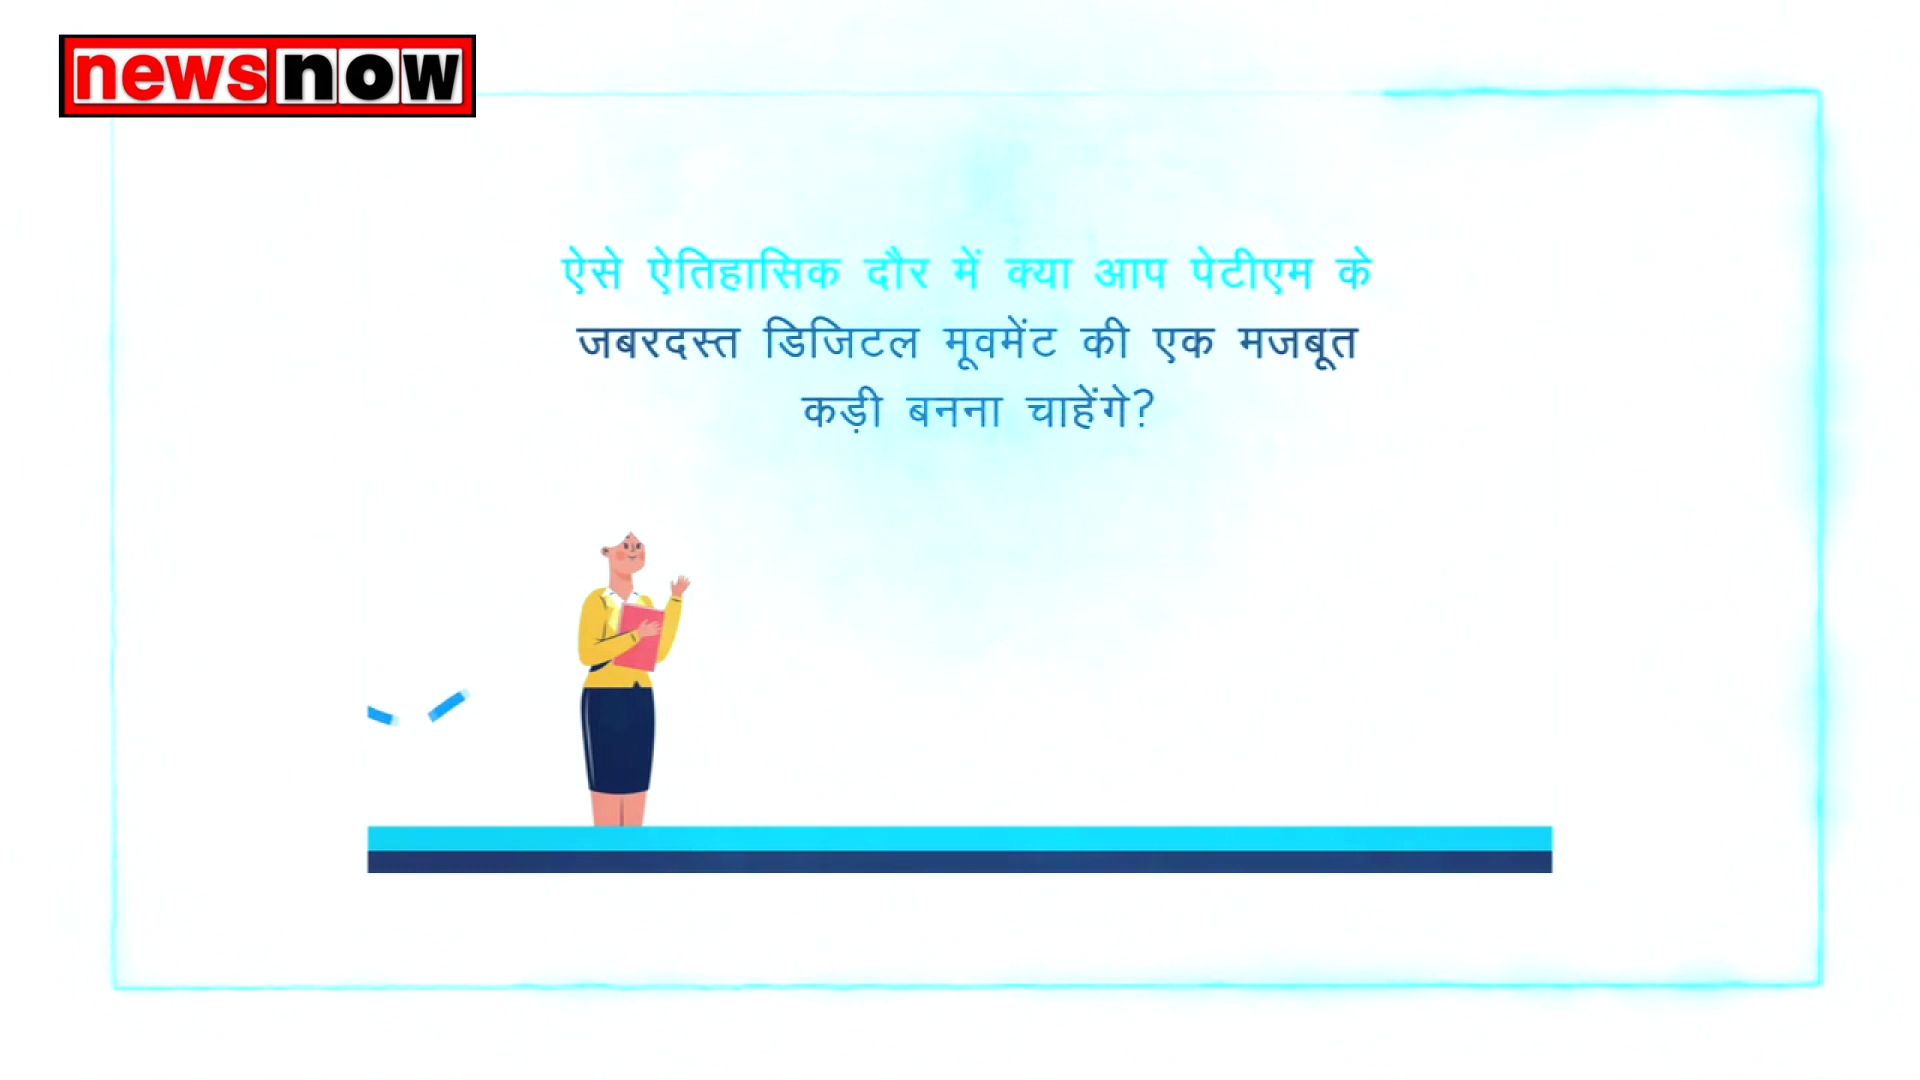 newsnow
ऐसे ऐतिहासिक दौर में क्या आप पेटीएम के
जबरदस्त डिजिटल मूवमेंट की एक मजबूत
कड़ी बनना चाहेंगे?